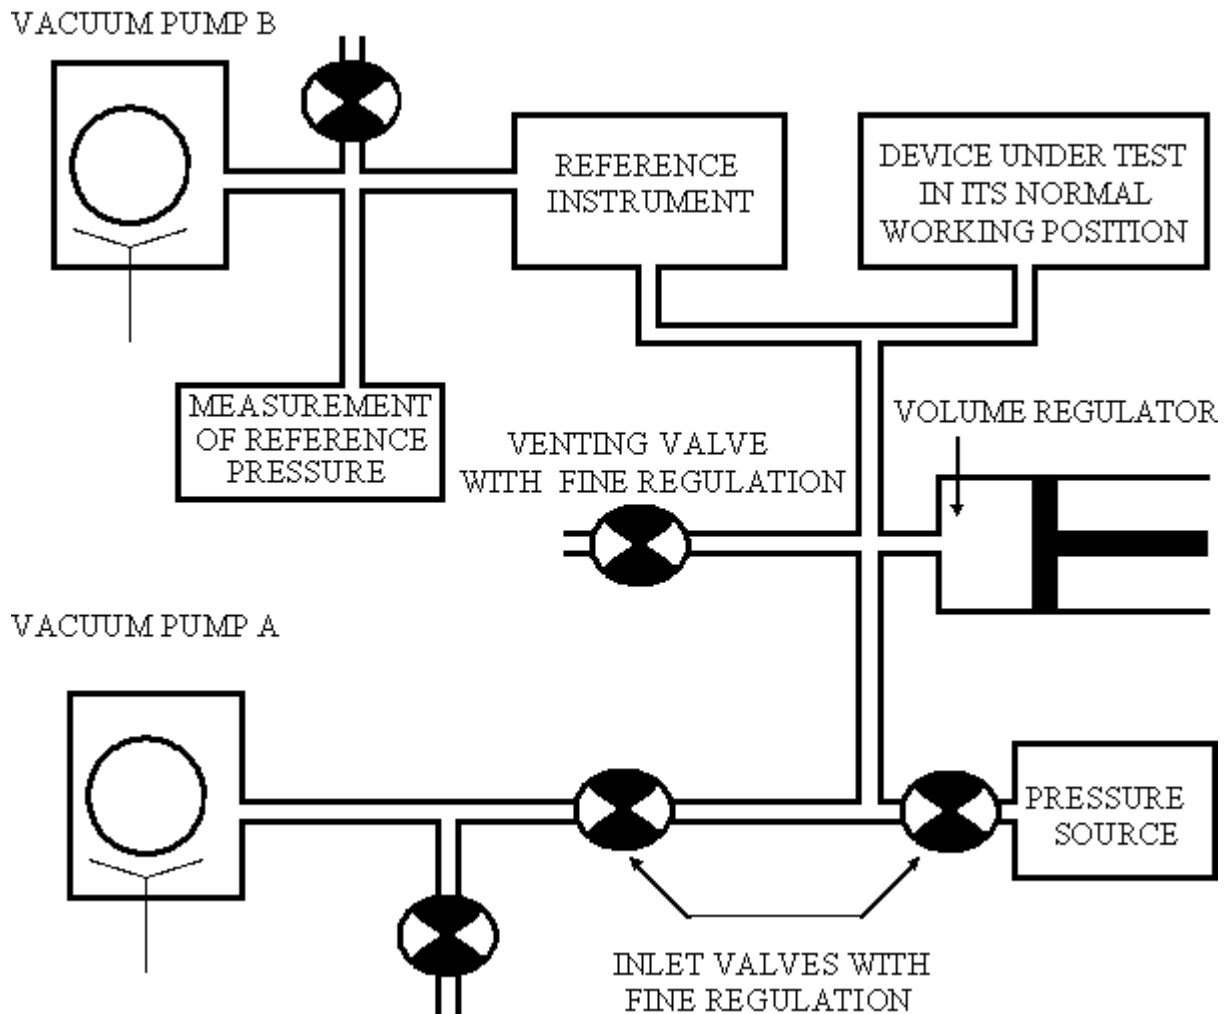 VACUUM PUMP B
REFERENCE
INSTRUMENT
DEVICE UNDER TEST
IN ITS NORMAL
WORKING POSITION
MEASUREMENT
OF REFERENCE
PRESSURE
VENTING VALVE
WITH FINE REGULATION
VOLUME REGULATOR
VACUUM PUMP A
PRESSURE
SOURCE
INLET VALVES WITH
FINE REGULATION